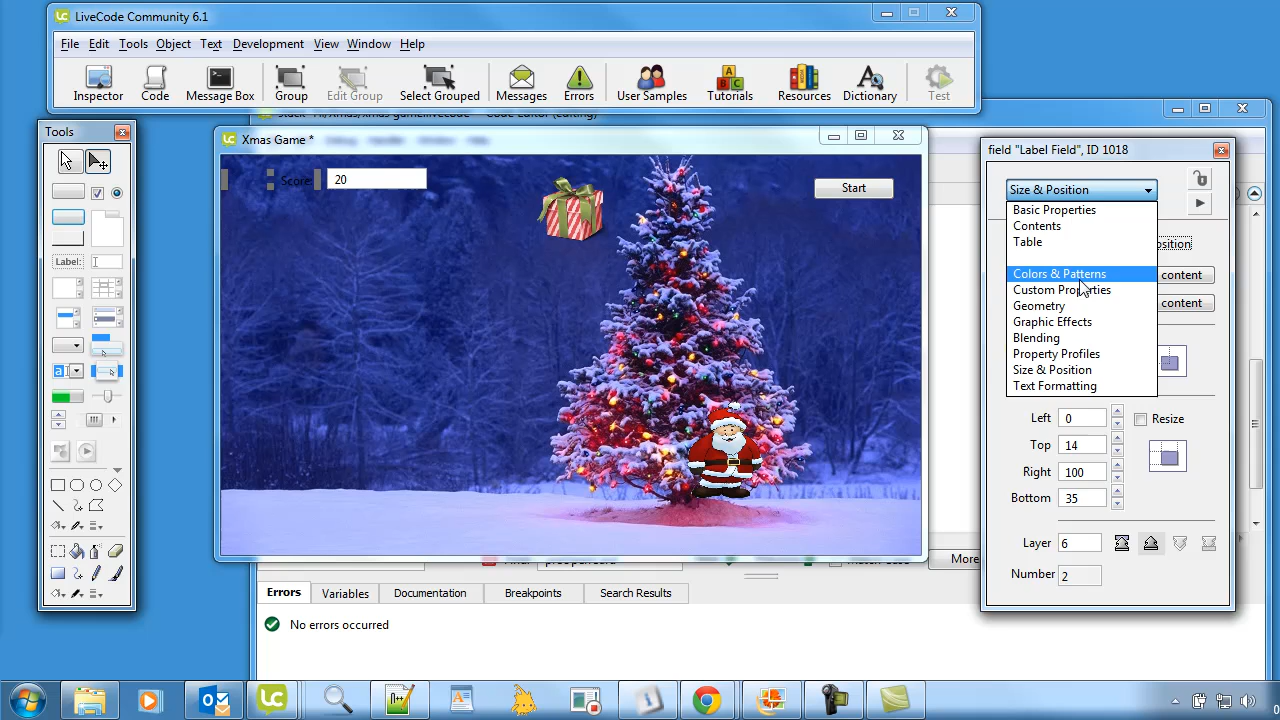 LiveCode Community 6.1
File Edit Tools Object Text Development View Window Help
Inspector Code Message Box Group Edit Group Select Grouped Messages Errors User Samples Tutorials Resources Dictionary Test
Tools
Label:
Xmas Game *
Score:
20
Start
field "Label Field", ID 1018
Size & Position
Basic Properties
Contents
Table
Colors & Patterns
Custom Properties
Geometry
Graphic Effects
Blending
Property Profiles
Size & Position
Text Formatting
content
content
Left 0 Resize
Top 14
Right 100
Bottom 35
Layer 6
Number 2
More
Errors Variables Documentation Breakpoints Search Results
No errors occurred